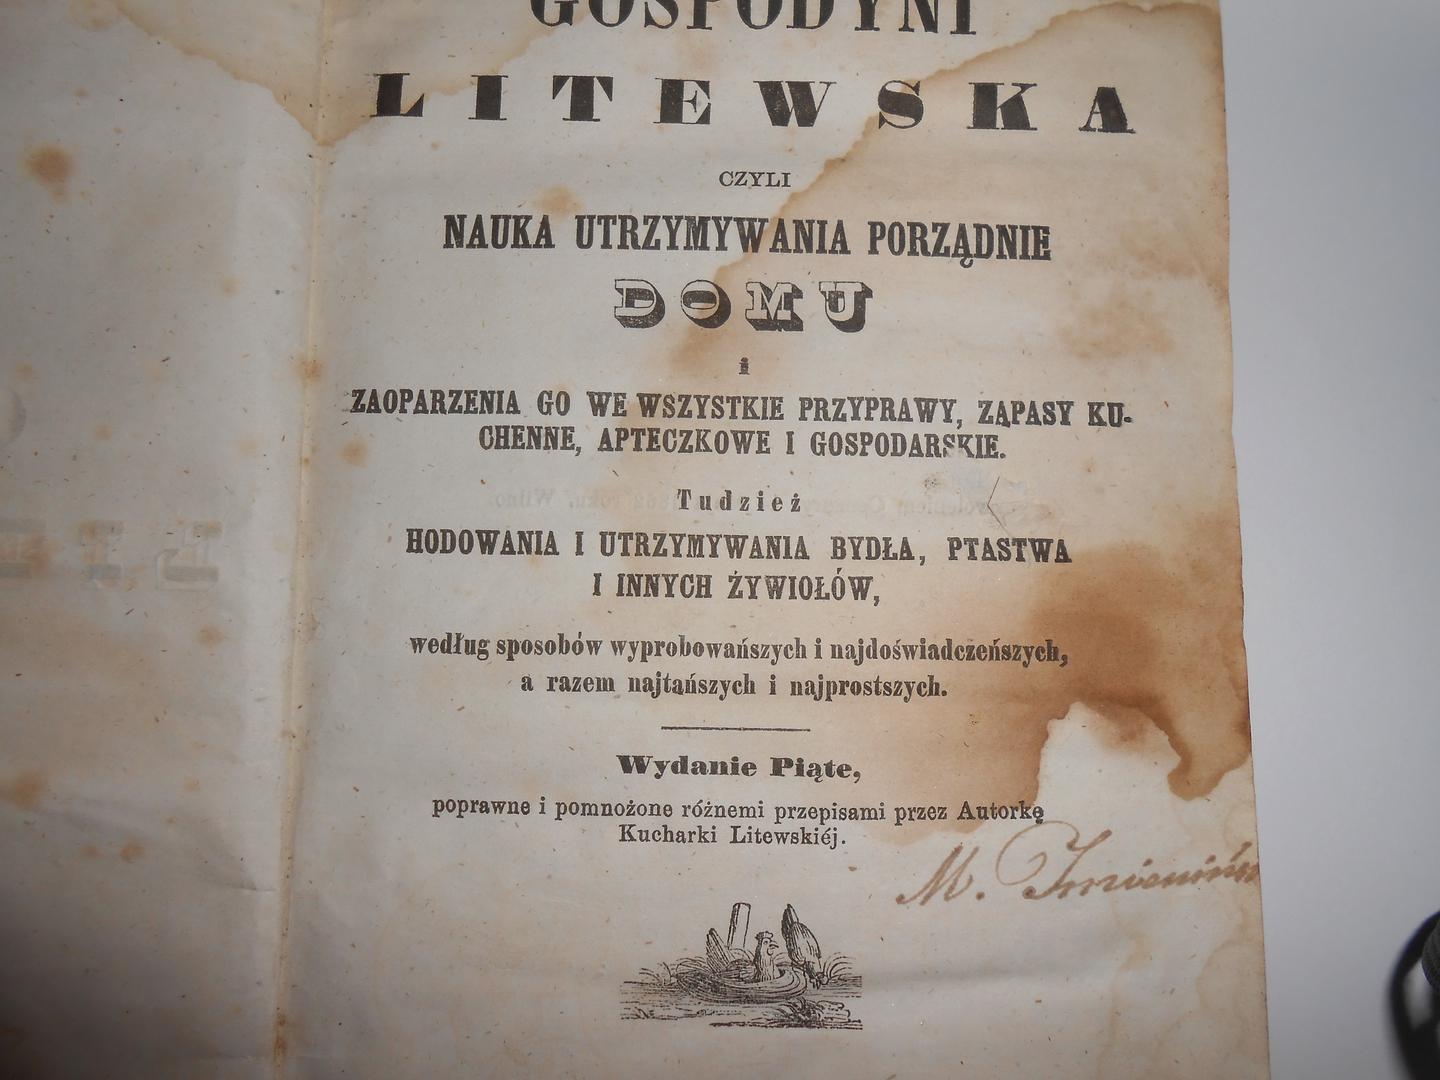 GOSPODYNI
LITEWSKA
CZYLI
NAUKA UTRZYMYWANIA PORZĄDNIE
DOMU
i
ZAOPARZENIA GO WE WSZYSTKIE PRZYPRAWY, ZĄPASY KU-
CHENNE, APTECZKOWE I GOSPODARSKIE.
Tudzież
HODOWANIA I UTRZYMYWANIA BYDŁA, PTASTWA
I INNYCH ŻYWIOŁÓW,
według sposobów wyprobowańszych i najdoświadczeńszych,
a razem najtańszych i najprostszych.
Wydanie Piąte,
poprawne i pomnożone różnemi przepisami przez Autorkę
Kucharki Litewskiéj.
M.